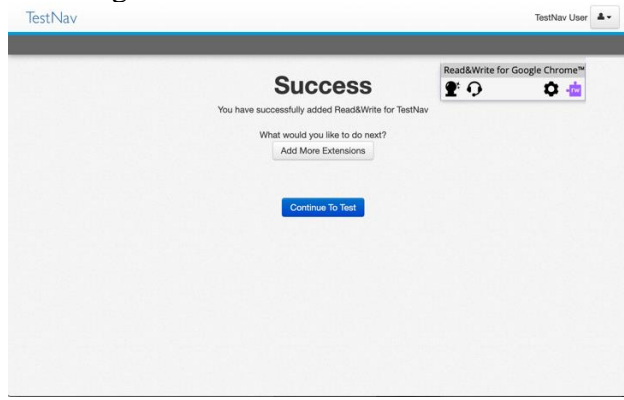 TestNav
TestNav User
Read&Write for Google Chrome™
rw
Success
You have successfully added Read&Write for TestNav
What would you like to do next?
Add More Extensions
Continue To Test